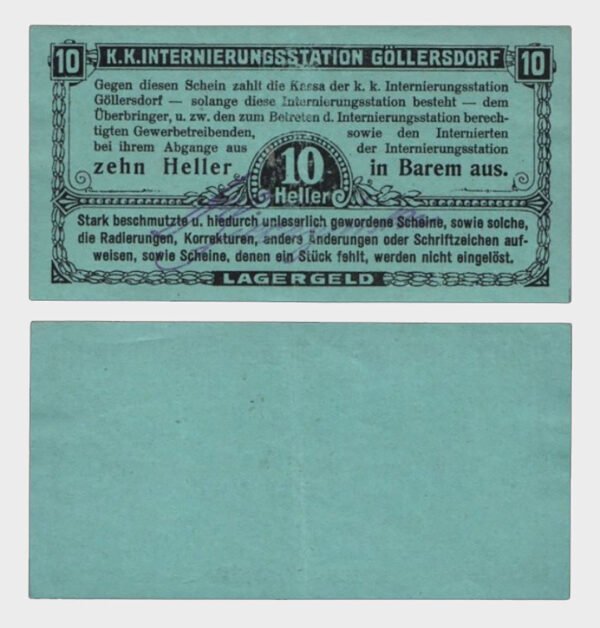 10 K. K. INTERNIERUNGSSTATION GÖLLERSDORF 10
Gegen diesen Schein zahlt die Kassa der k. k. Internierungsstation
Göllersdorf — solange diese Internierungsstation besteht — dem
Überbringer, u. zw. den zum Betreten d. Internierungsstation berech-
tigten Gewerbetreibenden, sowie den Internierten
bei ihrem Abgange aus der Internierungsstation
zehn Heller 10 in Barem aus.
Heller
Stark beschmutzte u. hiedurch unleserlich gewordene Scheine, sowie solche,
die Radierungen, Korrekturen, andere Änderungen oder Schriftzeichen auf-
weisen, sowie Scheine, denen ein Stück fehlt, werden nicht eingelöst.
LAGERGELD